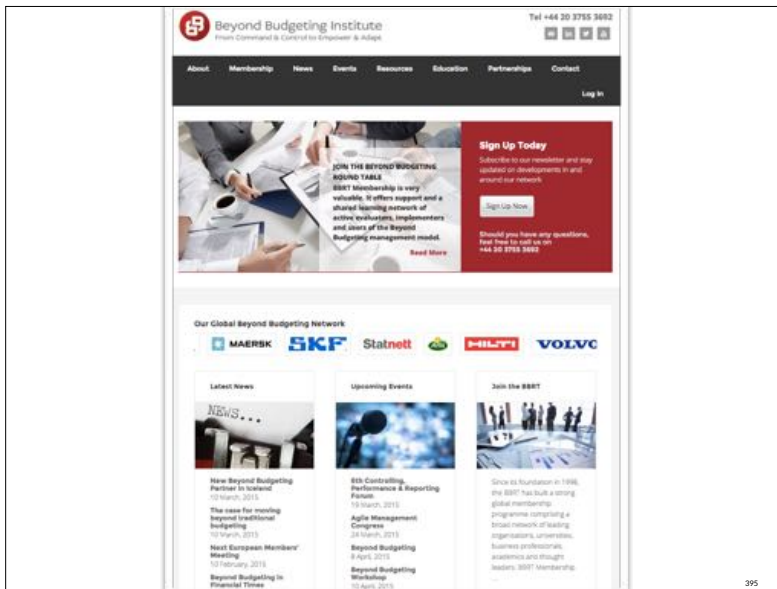 Beyond Budgeting Institute
From Command & Control to Empower & Adapt
Tel +44 20 3755 3692
About Membership News Events Resources Education Partnerships Contact
Log In
JOIN THE BEYOND BUDGETING
ROUND TABLE
BBRT Membership is very
valuable. It offers support and a
shared learning network of
active evaluators, implementers
and users of the Beyond
Budgeting management model.
Read More
Sign Up Today
Subscribe to our newsletter and stay
updated on developments in and
around our network
Sign Up Now
Should you have any questions,
feel free to call us on
+44 20 3755 3692
Our Global Beyond Budgeting Network
MAERSK SKF Statnett Arla HILTI VOLVO
Latest News
NEWS...
New Beyond Budgeting
Partner in Iceland
10 March, 2015
The case for moving
beyond traditional
budgeting
10 March, 2015
Next European Members'
Meeting
10 February, 2015
Beyond Budgeting in
Financial Times
Upcoming Events
6th Controlling,
Performance & Reporting
Forum
19 March, 2015
Agile Management
Congress
24 March, 2015
Beyond Budgeting
8 April, 2015
Beyond Budgeting
Workshop
10 April, 2015
Join the BBRT
Since its foundation in 1998,
the BBRT has built a strong
global membership
programme comprising a
broad network of leading
organisations, universities,
business professionals,
academics and thought
leaders. BBRT Membership
...
395